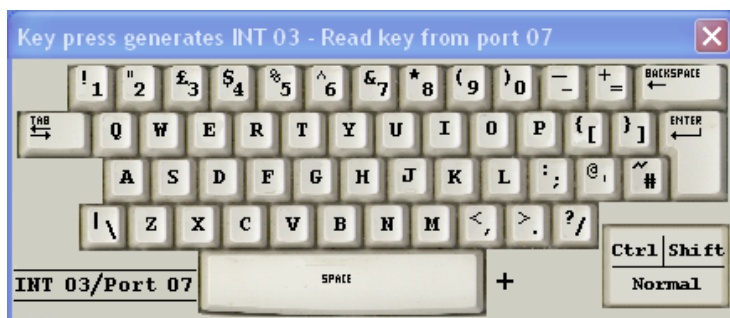 Key press generates INT 03 - Read key from port 07
! 1 " 2 £ 3 $ 4 % 5 ^ 6 & 7 * 8 ( 9 ) 0 _ - + = BACKSPACE
TAB Q W E R T Y U I O P { [ } ] ENTER
A S D F G H J K L : ; @ ' ~ #
| \ Z X C V B N M < , > . ? /
Ctrl Shift
INT 03/Port 07 SPACE + Normal